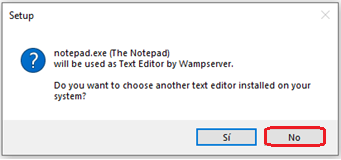 Setup
notepad.exe (The Notepad)
will be used as Text Editor by Wampserver.
Do you want to choose another text editor installed on your
system?
Sí
No